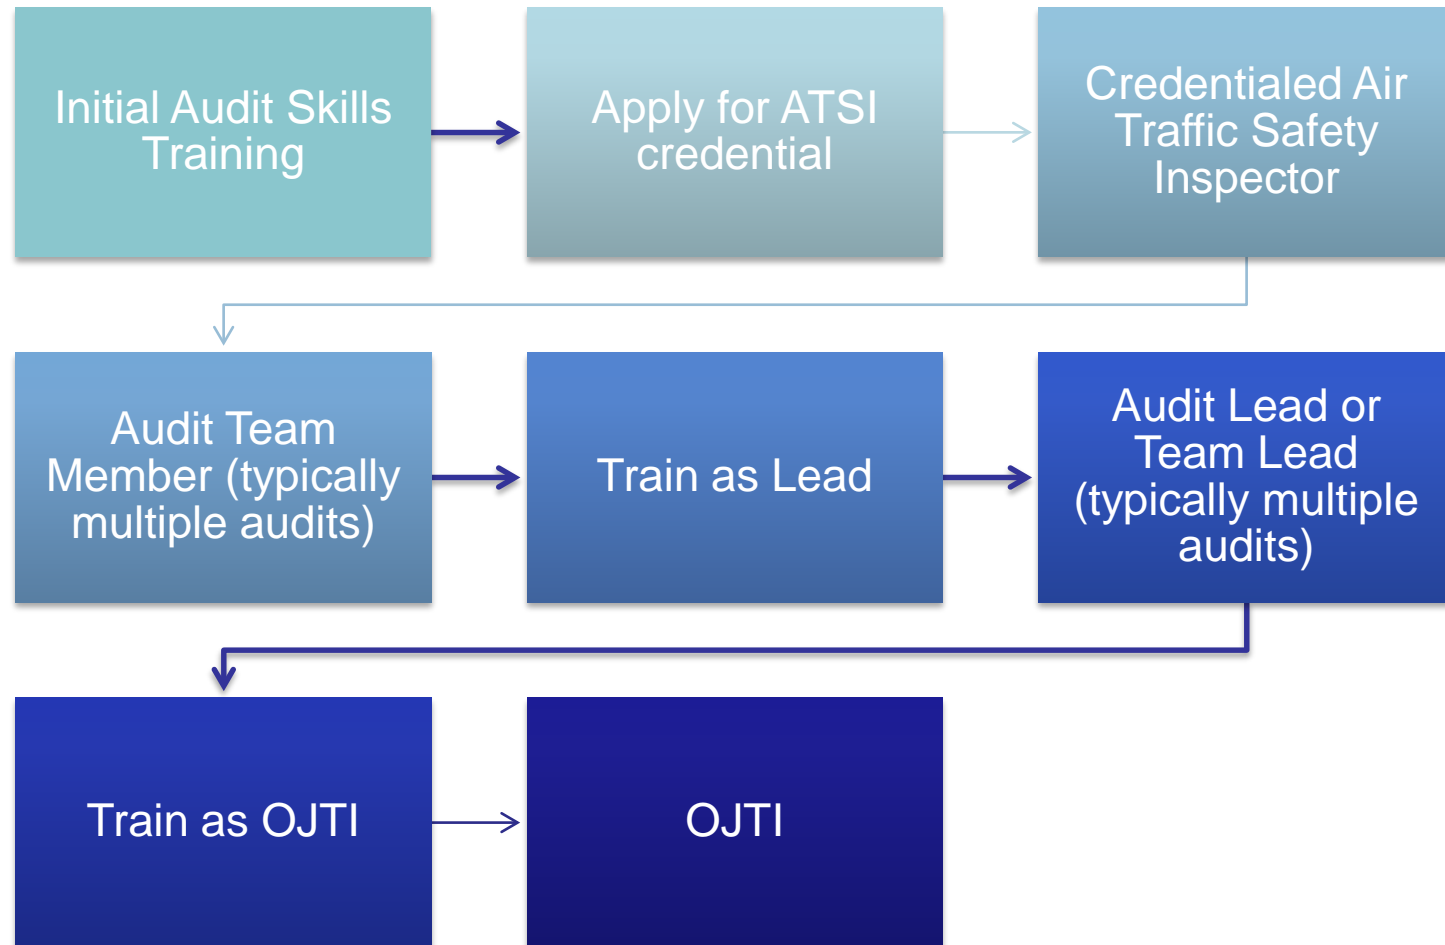 Initial Audit Skills
Training
Apply for ATSI
credential
Credentialed Air
Traffic Safety
Inspector
Audit Team
Member (typically
multiple audits)
Train as Lead
Audit Lead or
Team Lead
(typically multiple
audits)
Train as OJTI
OJTI